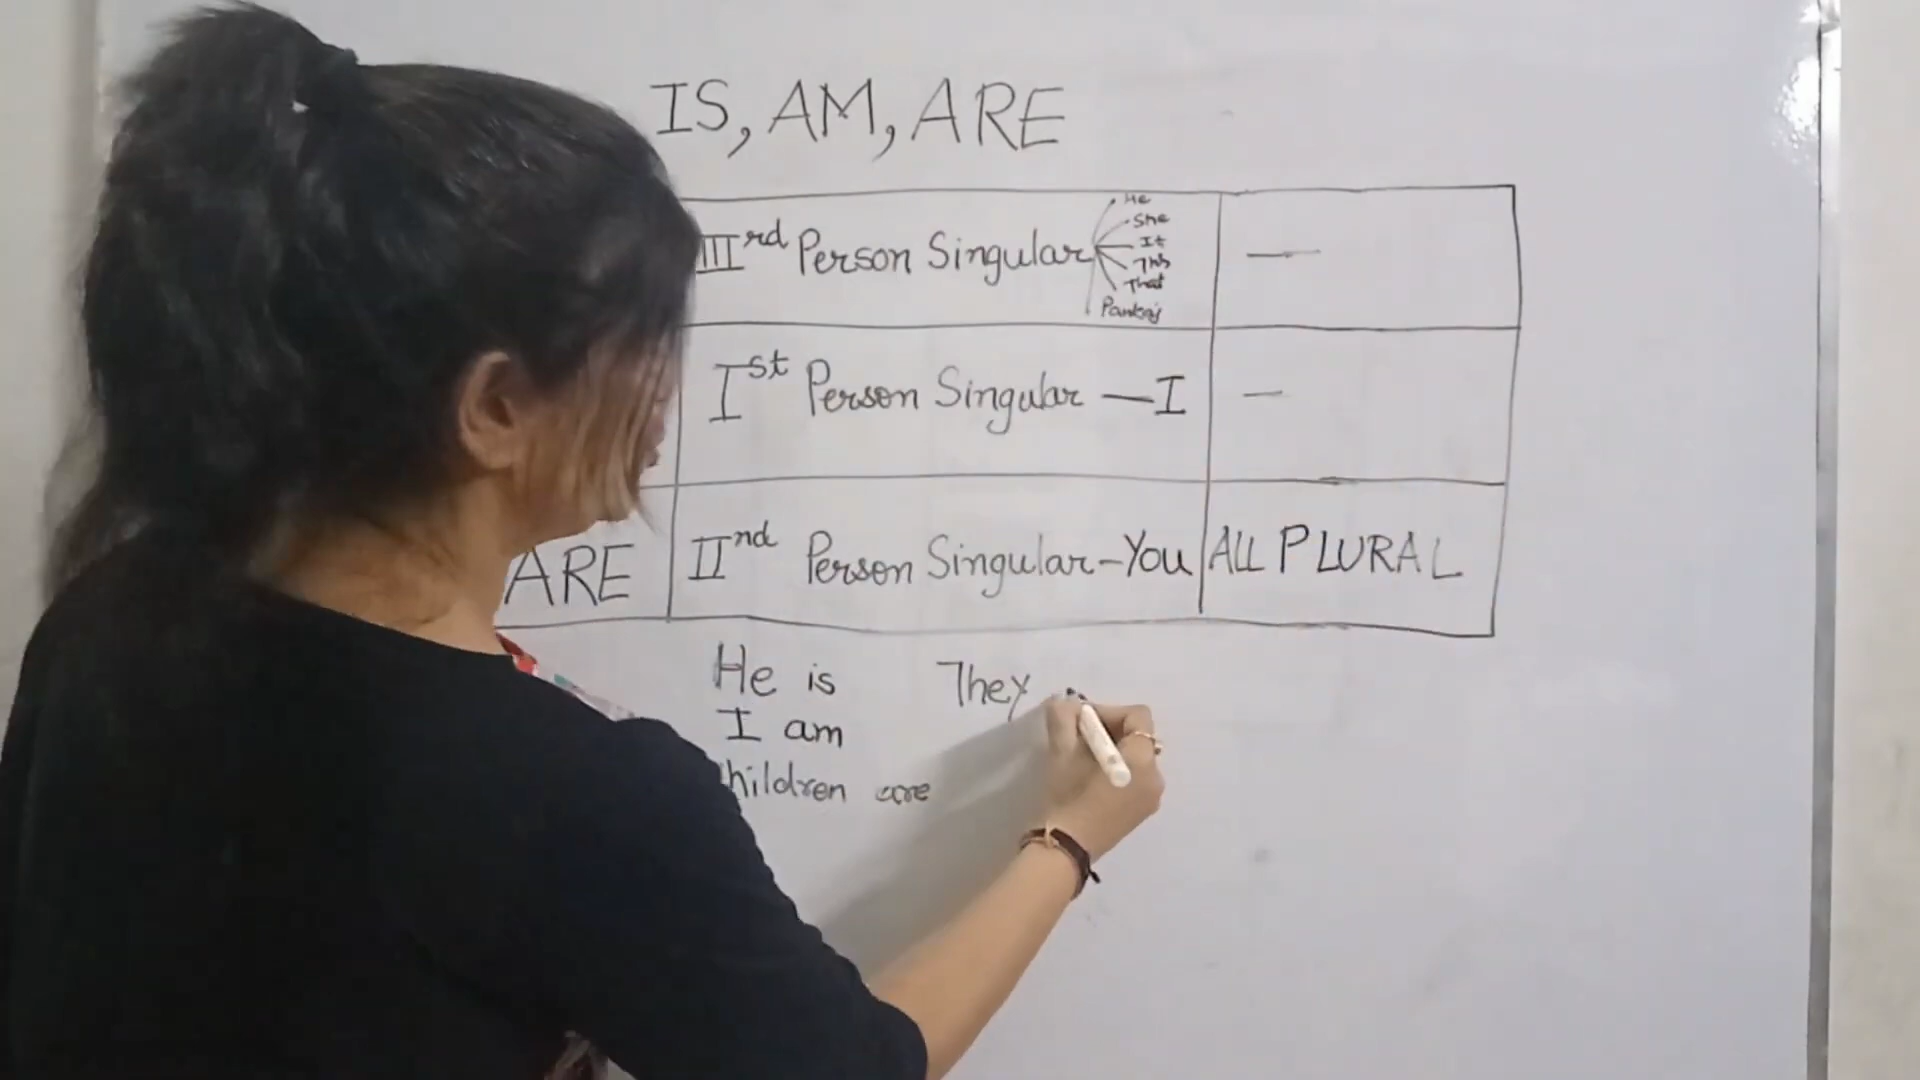 IS, AM, ARE
IIIrd Person Singular
He
She
It
This
That
Pankaj
—
Ist Person Singular — I
—
ARE
IInd Person Singular - You
ALL PLURAL
He is
They
I am
hildren are